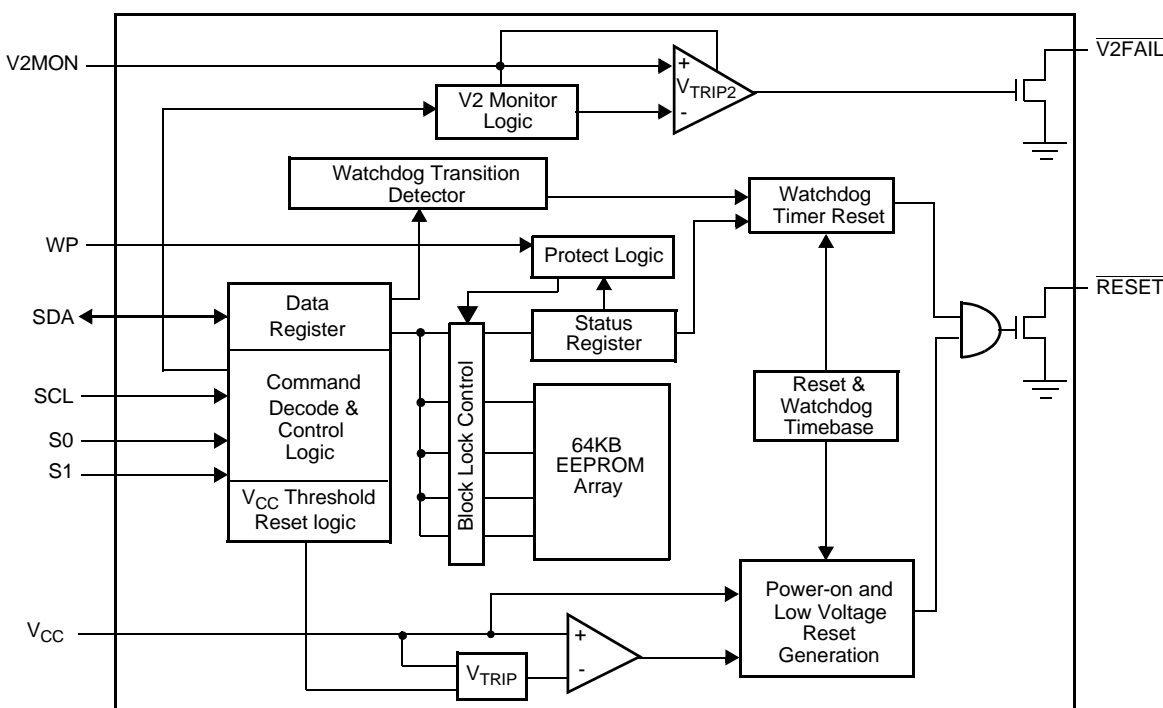 V2FAIL
V2MON
+
VTRIP2
-
V2 Monitor
Logic
Watchdog Transition
Detector
Watchdog
Timer Reset
WP
Protect Logic
RESET
SDA
Data
Register
Status
Register
SCL
S0
S1
Command
Decode &
Control
Logic
Block Lock Control
64KB
EEPROM
Array
Reset &
Watchdog
Timebase
VCC Threshold
Reset logic
VCC
+
-
VTRIP
Power-on and
Low Voltage
Reset
Generation